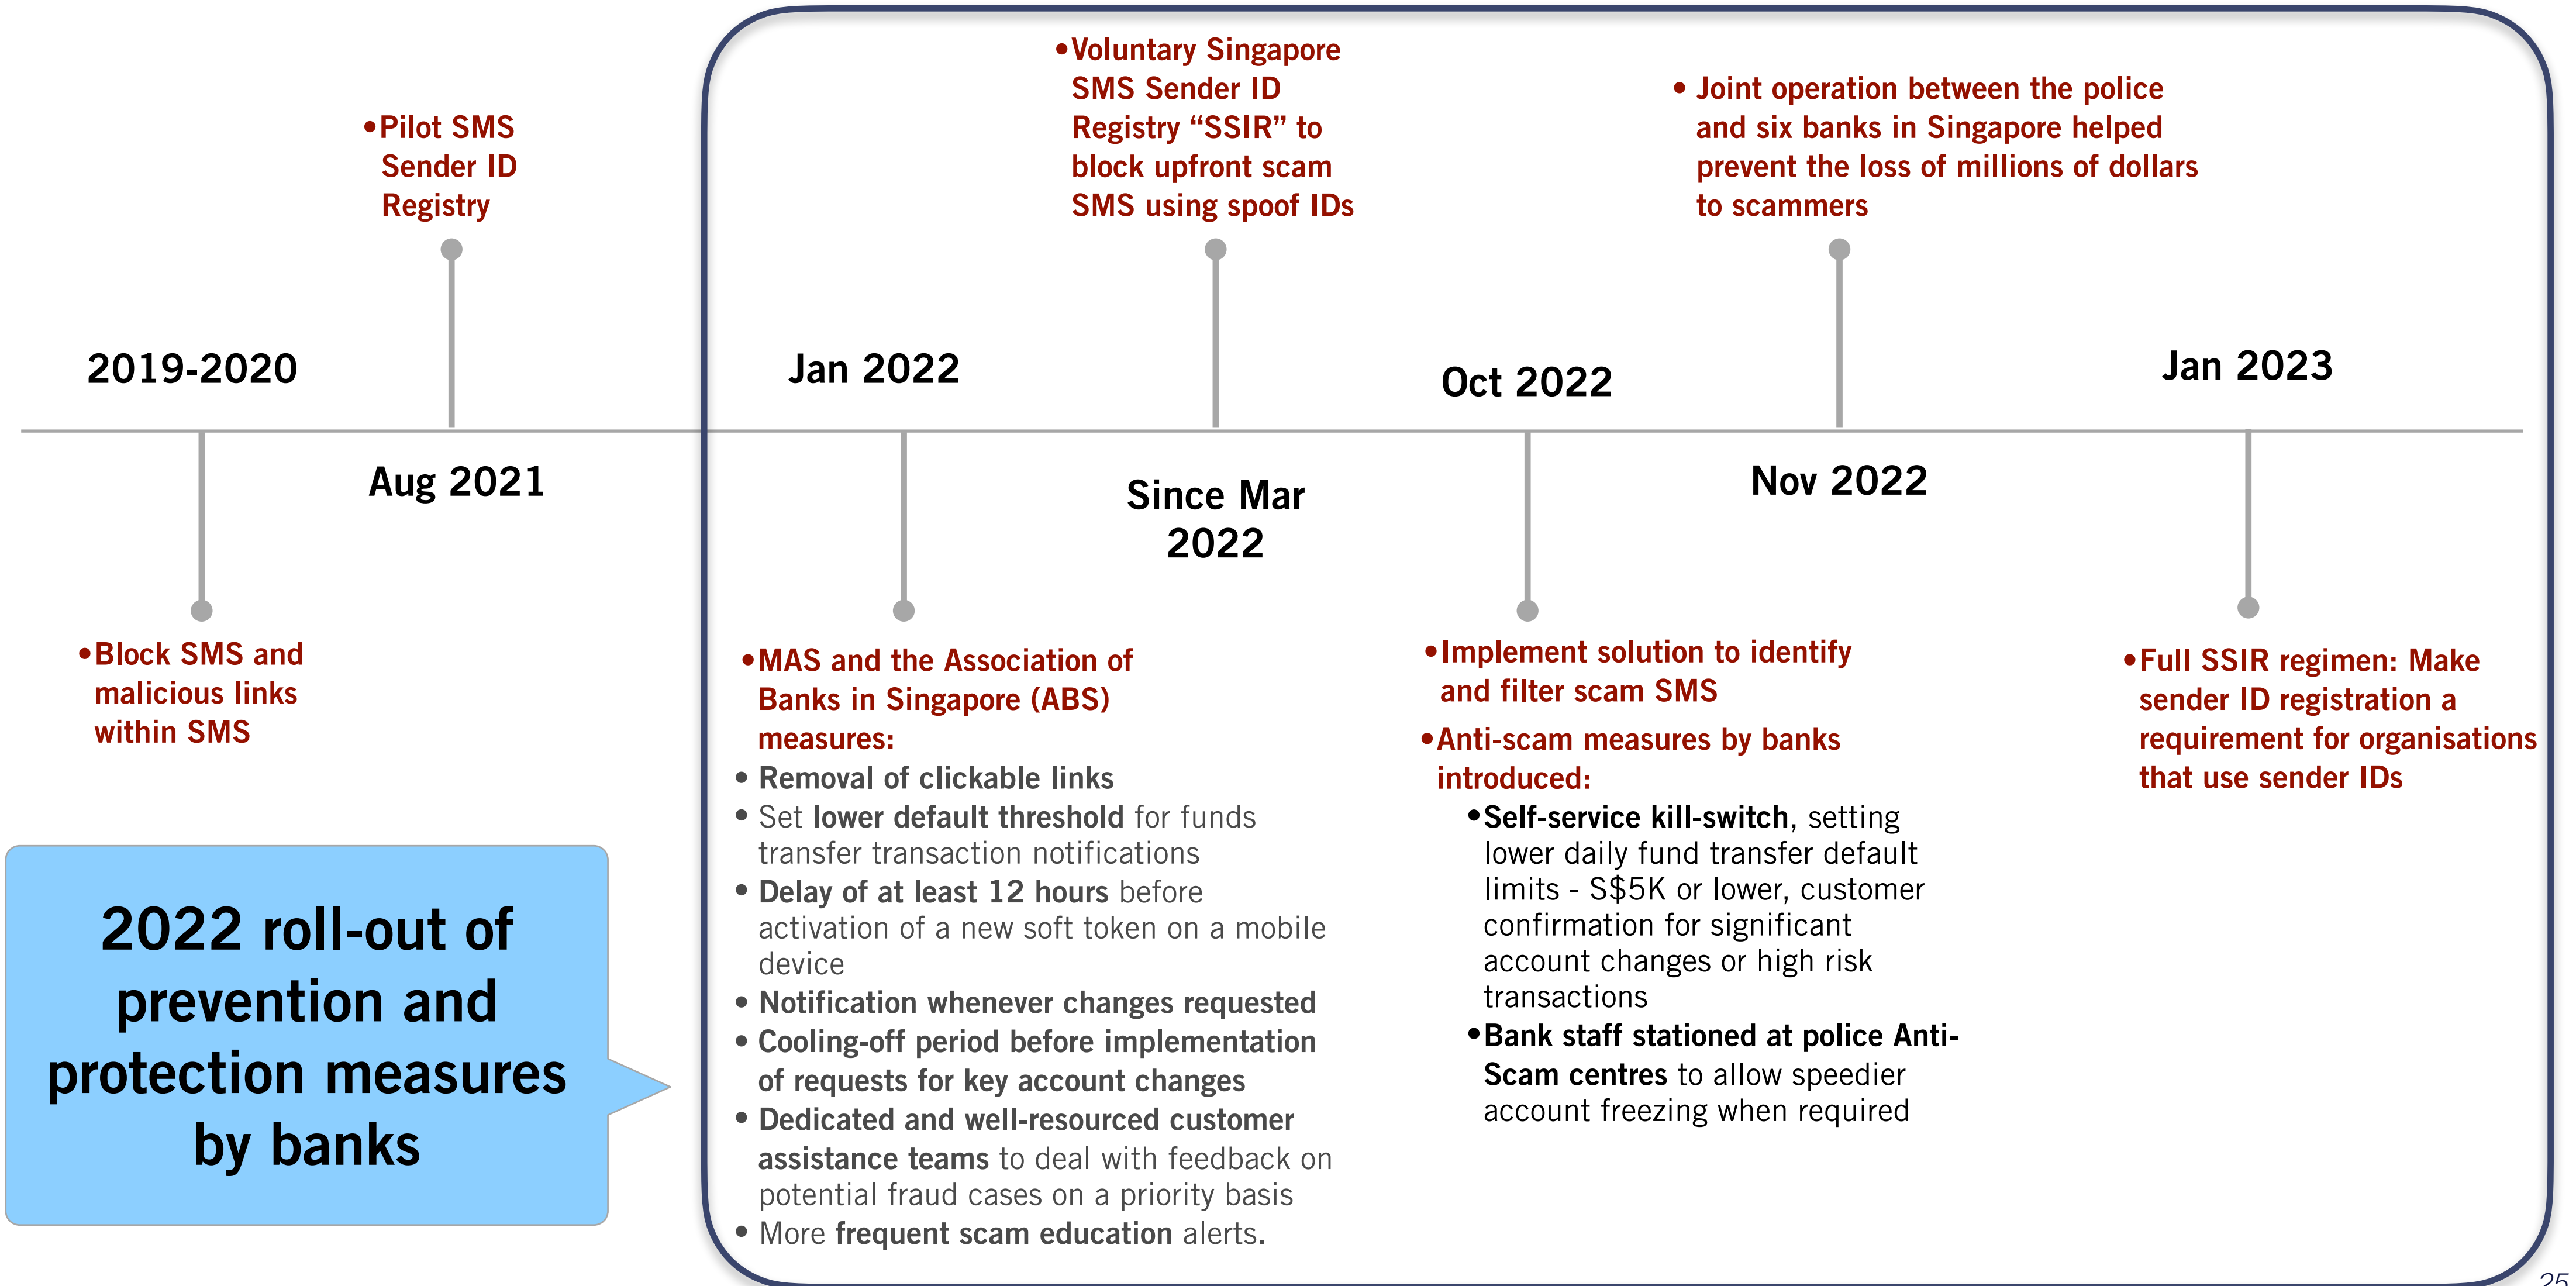 •Pilot SMS
Sender ID
Registry
•Voluntary Singapore
SMS Sender ID
Registry “SSIR” to
block upfront scam
SMS using spoof IDs
• Joint operation between the police
and six banks in Singapore helped
prevent the loss of millions of dollars
to scammers
2019-2020
Jan 2022
Oct 2022
Jan 2023
Aug 2021
Since Mar
2022
Nov 2022
•Block SMS and
malicious links
within SMS
•MAS and the Association of
Banks in Singapore (ABS)
measures:
• Removal of clickable links
• Set lower default threshold for funds
transfer transaction notifications
• Delay of at least 12 hours before
activation of a new soft token on a mobile
device
• Notification whenever changes requested
• Cooling-off period before implementation
of requests for key account changes
• Dedicated and well-resourced customer
assistance teams to deal with feedback on
potential fraud cases on a priority basis
• More frequent scam education alerts.
•Implement solution to identify
and filter scam SMS
•Anti-scam measures by banks
introduced:
•Self-service kill-switch, setting
lower daily fund transfer default
limits - S$5K or lower, customer
confirmation for significant
account changes or high risk
transactions
•Bank staff stationed at police Anti-
Scam centres to allow speedier
account freezing when required
•Full SSIR regimen: Make
sender ID registration a
requirement for organisations
that use sender IDs
2022 roll-out of
prevention and
protection measures
by banks
25